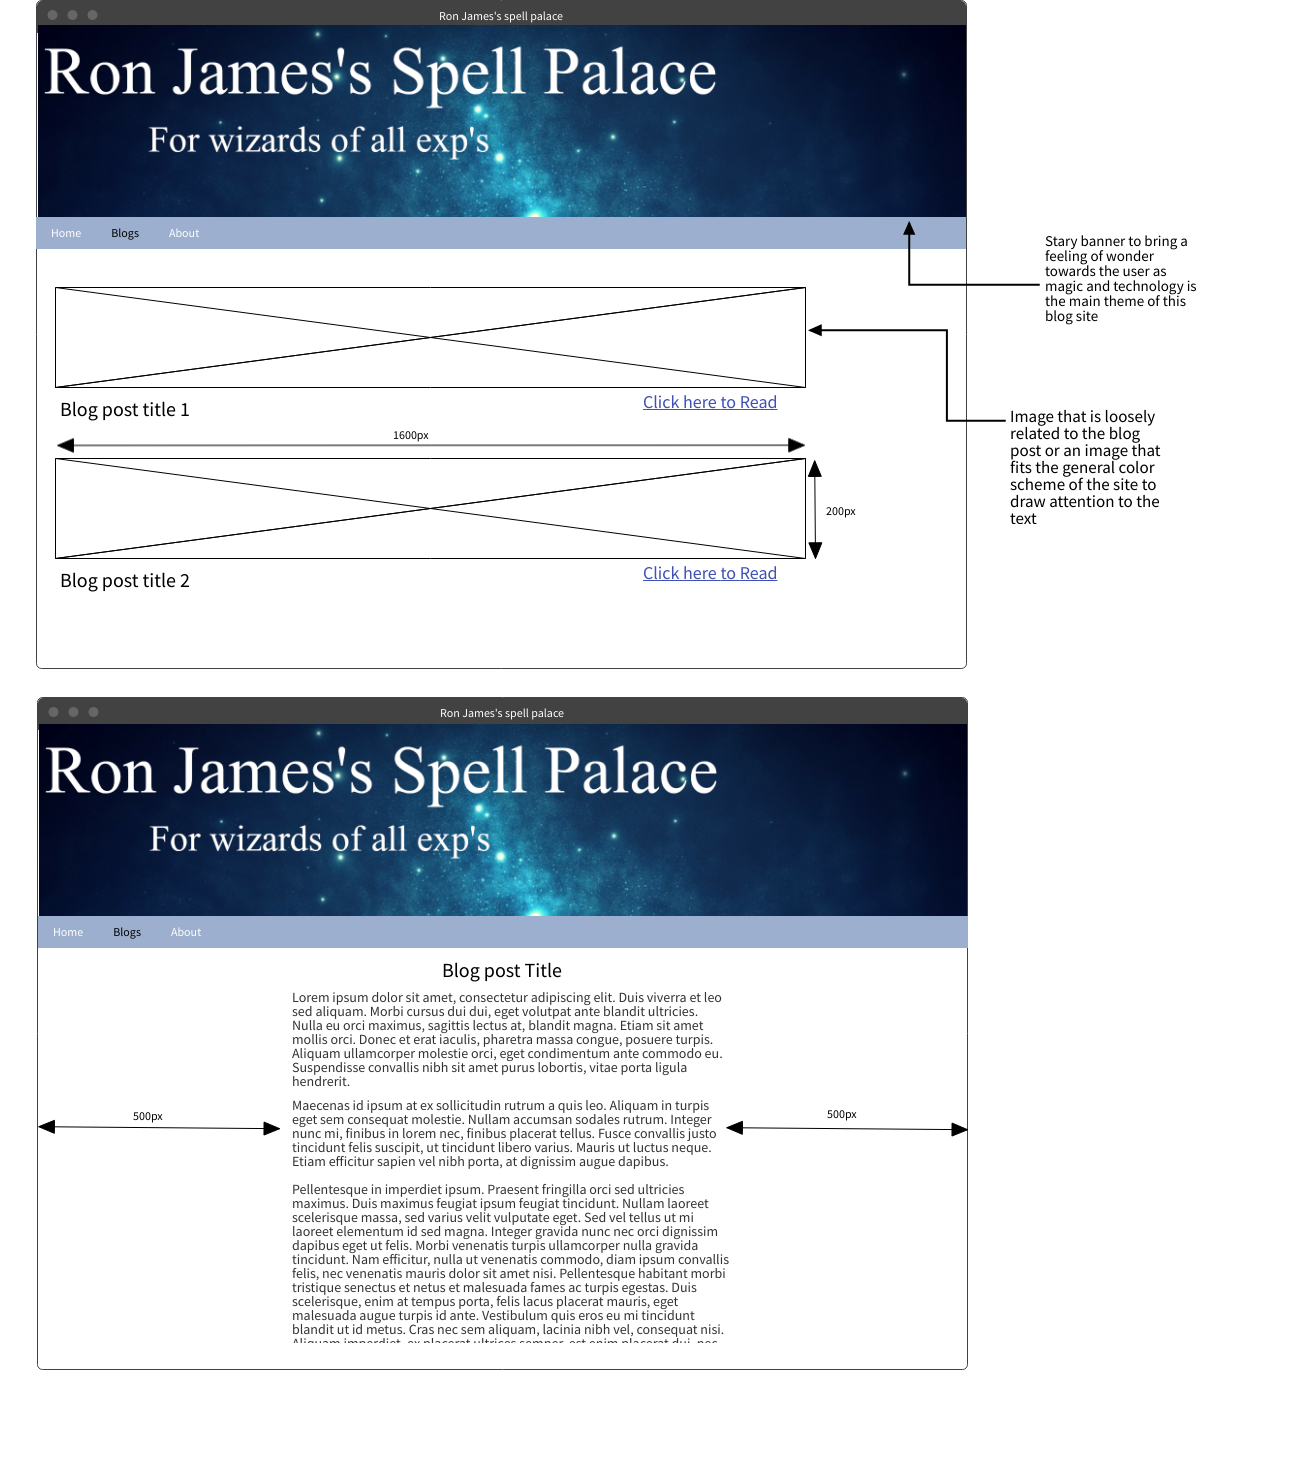 Ron James's spell palace
Ron James's Spell Palace
For wizards of all exp's
Home Blogs About
Stary banner to bring a
feeling of wonder
towards the user as
magic and technology is
the main theme of this
blog site
Blog post title 1
Click here to Read
Image that is loosely
related to the blog
post or an image that
fits the general color
scheme of the site to
draw attention to the
text
1600px
200px
Blog post title 2
Click here to Read
Ron James's spell palace
Ron James's Spell Palace
For wizards of all exp's
Home Blogs About
Blog post Title
Lorem ipsum dolor sit amet, consectetur adipiscing elit. Duis viverra et leo
sed aliquam. Morbi cursus dui dui, eget volutpat ante blandit ultricies.
Nulla eu orci maximus, sagittis lectus at, blandit magna. Etiam sit amet
mollis orci. Donec et erat iaculis, pharetra massa congue, posuere turpis.
Aliquam ullamcorper molestie orci, eget condimentum ante commodo eu.
Suspendisse convallis nibh sit amet purus lobortis, vitae porta ligula
hendrerit.
500px
500px
Maecenas id ipsum at ex sollicitudin rutrum a quis leo. Aliquam in turpis
eget sem consequat molestie. Nullam accumsan sodales rutrum. Integer
nunc mi, finibus in lorem nec, finibus placerat tellus. Fusce convallis justo
tincidunt felis suscipit, ut tincidunt libero varius. Mauris ut luctus neque.
Etiam efficitur sapien vel nibh porta, at dignissim augue dapibus.
Pellentesque in imperdiet ipsum. Praesent fringilla orci sed ultricies
maximus. Duis maximus feugiat ipsum feugiat tincidunt. Nullam laoreet
scelerisque massa, sed varius velit vulputate eget. Sed vel tellus ut mi
laoreet elementum id sed magna. Integer gravida nunc nec orci dignissim
dapibus eget ut felis. Morbi venenatis turpis ullamcorper nulla gravida
tincidunt. Nam efficitur, nulla ut venenatis commodo, diam ipsum convallis
felis, nec venenatis mauris dolor sit amet nisi. Pellentesque habitant morbi
tristique senectus et netus et malesuada fames ac turpis egestas. Duis
scelerisque, enim at tempus porta, felis lacus placerat mauris, eget
malesuada augue turpis id ante. Vestibulum quis eros eu mi tincidunt
blandit ut id metus. Cras nec sem aliquam, lacinia nibh vel, consequat nisi.
Aliquam imperdiet, ex placerat ultrices semper, est enim placerat dui, nec